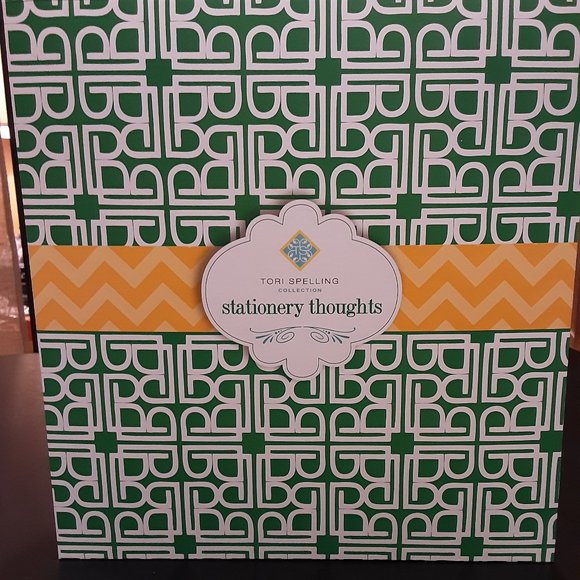 TORI SPELLING
COLLECTION
stationery thoughts